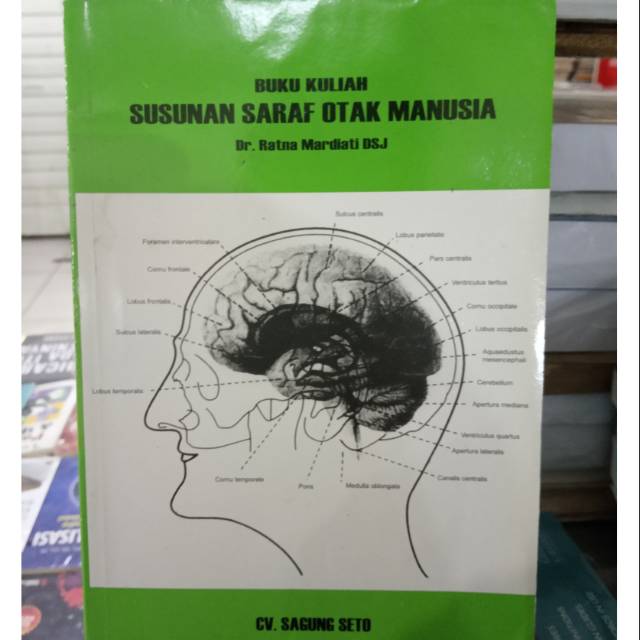 BUKU KULIAH
SUSUNAN SARAF OTAK MANUSIA
Dr. Ratna Mardiati DSJ
Sulcus centralis
Lobus parietalis
Foramen interventriculare
Pars centralis
Cornu frontale
Ventriculus tertius
Lobus frontalis
Cornu occipitale
Sulcus lateralis
Lobus occipitalis
Aquaedustus
mesencephali
Lobus temporalis
Cerebellum
Apertura mediana
Ventriculus quartus
Apertura lateralis
Cornu temporale
Pons
Medulla oblongata
Canalis centralis
CV. SAGUNG SETO